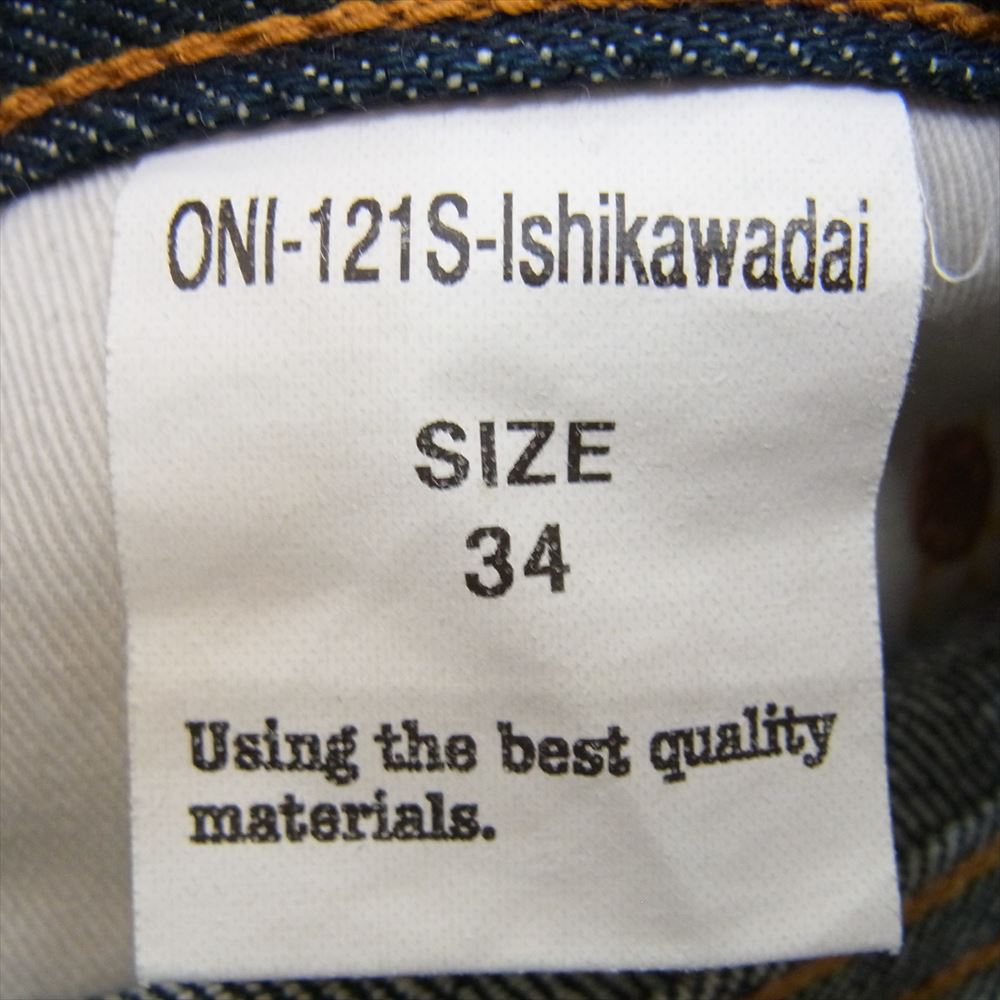 ONI-121S-Ishikawadai
SIZE
34
Using the best quality
materials.